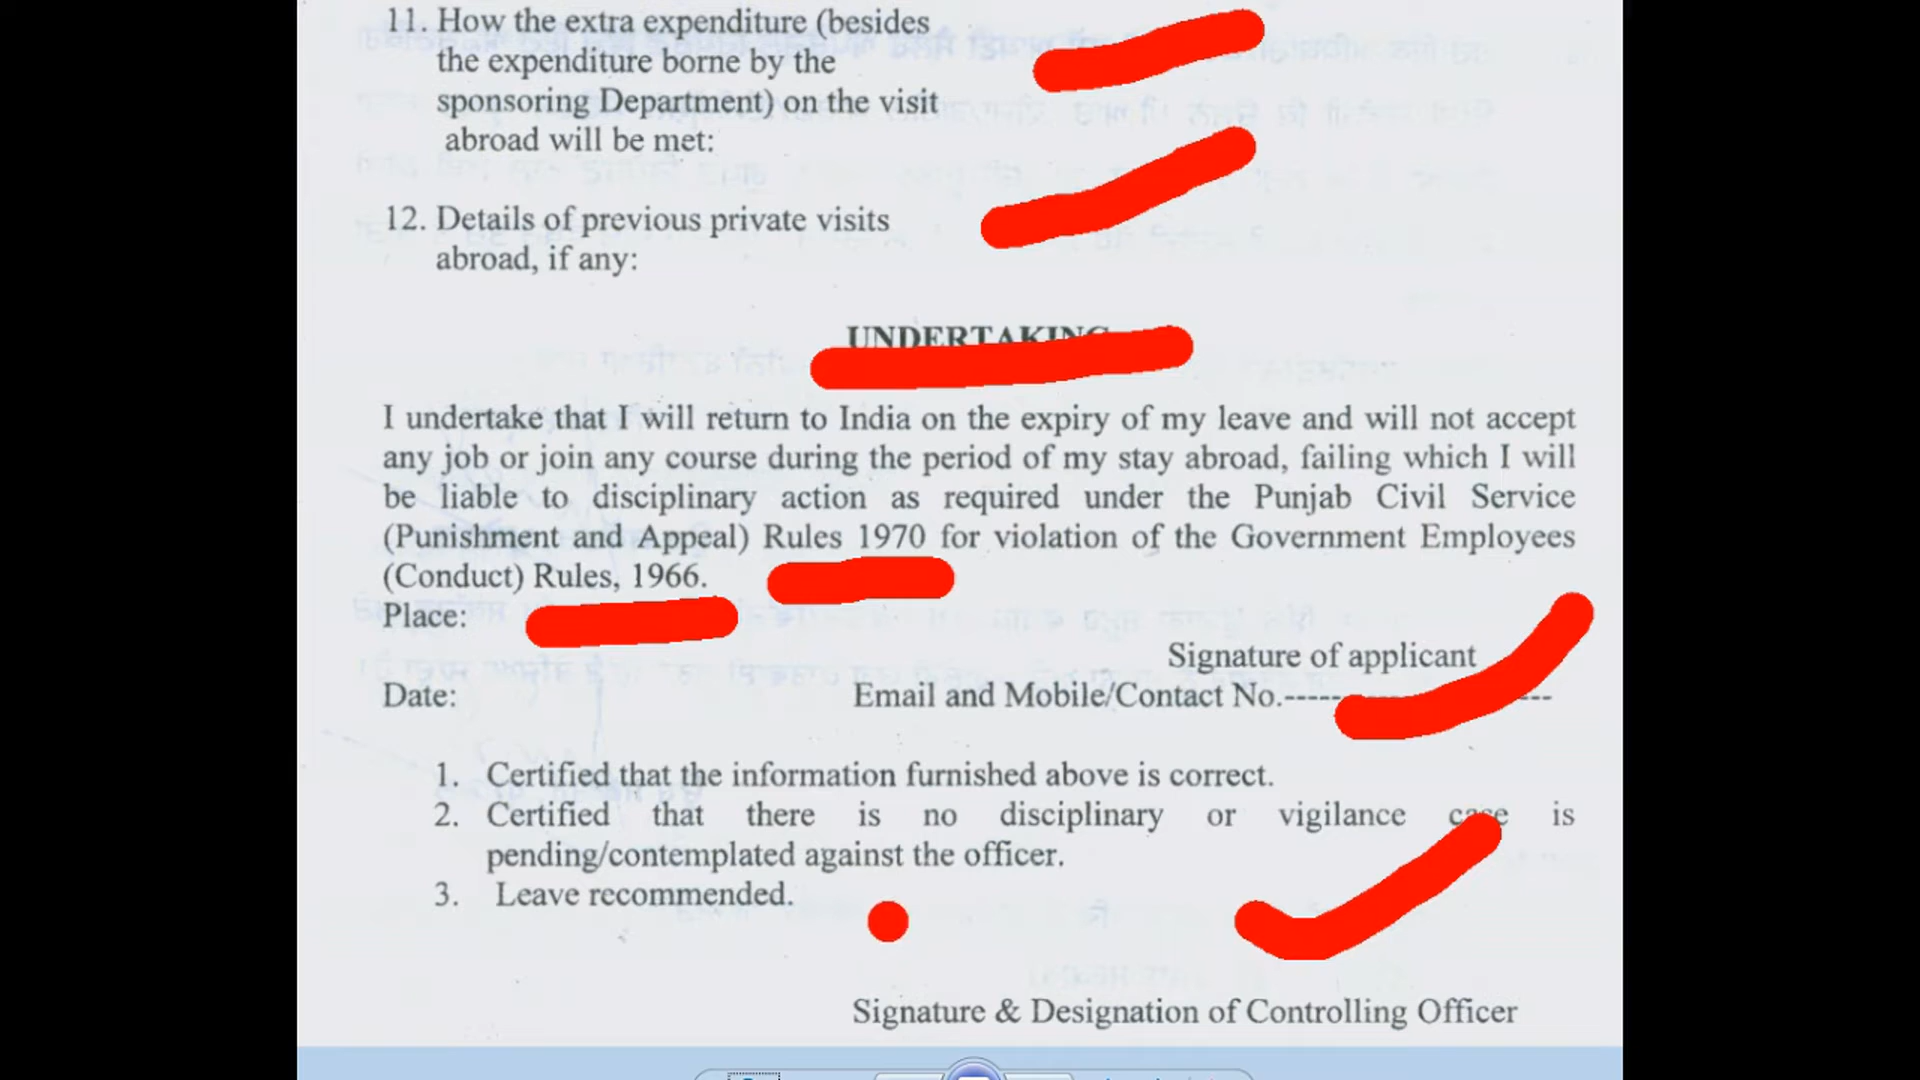 11. How the extra expenditure (besides
the expenditure borne by the
sponsoring Department) on the visit
abroad will be met:
12. Details of previous private visits
abroad, if any:
UNDERTAKING
I undertake that I will return to India on the expiry of my leave and will not accept
any job or join any course during the period of my stay abroad, failing which I will
be liable to disciplinary action as required under the Punjab Civil Service
(Punishment and Appeal) Rules 1970 for violation of the Government Employees
(Conduct) Rules, 1966.
Place:
Signature of applicant
Date: Email and Mobile/Contact No.-----------------------
1. Certified that the information furnished above is correct.
2. Certified that there is no disciplinary or vigilance case is
pending/contemplated against the officer.
3. Leave recommended.
Signature & Designation of Controlling Officer